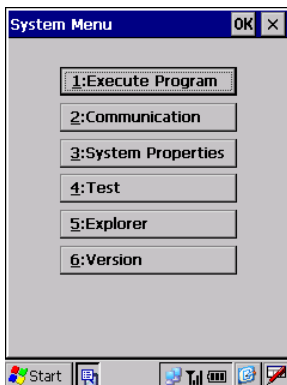 System Menu OK ×
1:Execute Program
2:Communication
3:System Properties
4:Test
5:Explorer
6:Version
Start